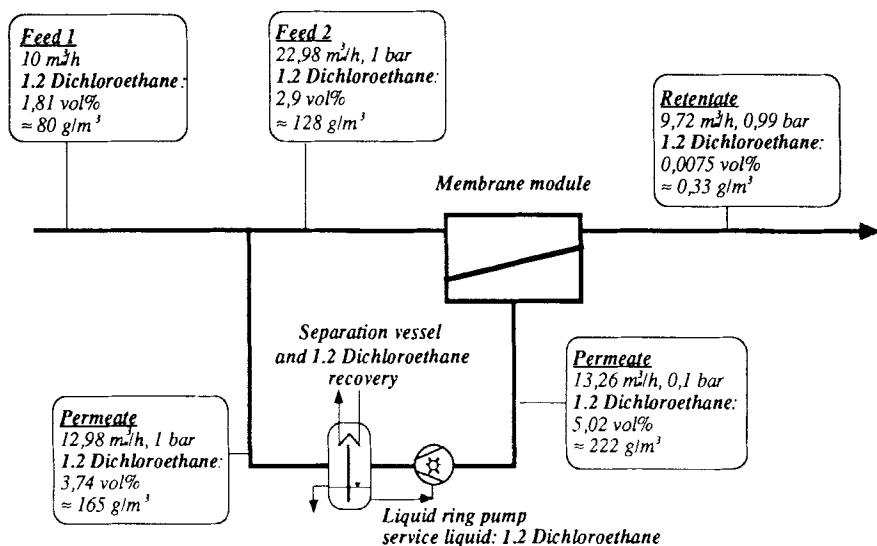 Feed 1
10 m³/h
1.2 Dichloroethane:
1,81 vol%
≈ 80 g/m³
Feed 2
22,98 m³/h, 1 bar
1.2 Dichloroethane:
2,9 vol%
≈ 128 g/m³
Retentate
9,72 m³/h, 0,99 bar
1.2 Dichloroethane:
0,0075 vol%
≈ 0,33 g/m³
Membrane module
Separation vessel
and 1.2 Dichloroethane
recovery
Permeate
13,26 m³/h, 0,1 bar
1.2 Dichloroethane:
5,02 vol%
≈ 222 g/m³
Permeate
12,98 m³/h, 1 bar
1.2 Dichloroethane:
3,74 vol%
≈ 165 g/m³
Liquid ring pump
service liquid: 1.2 Dichloroethane